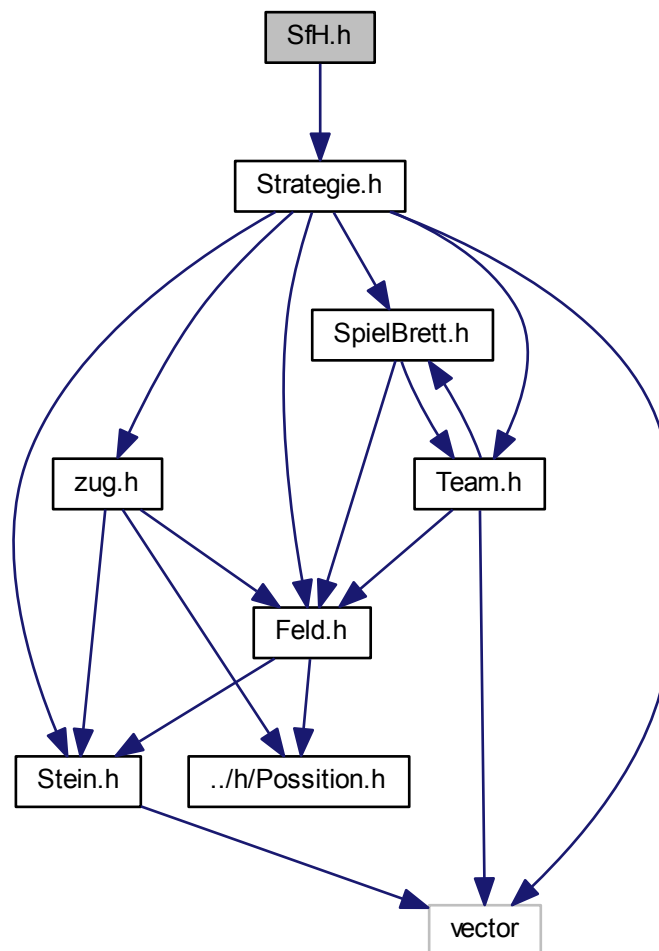 SfH.h
Strategie.h
SpielBrett.h
zug.h
Team.h
Feld.h
Stein.h
../h/Possition.h
vector